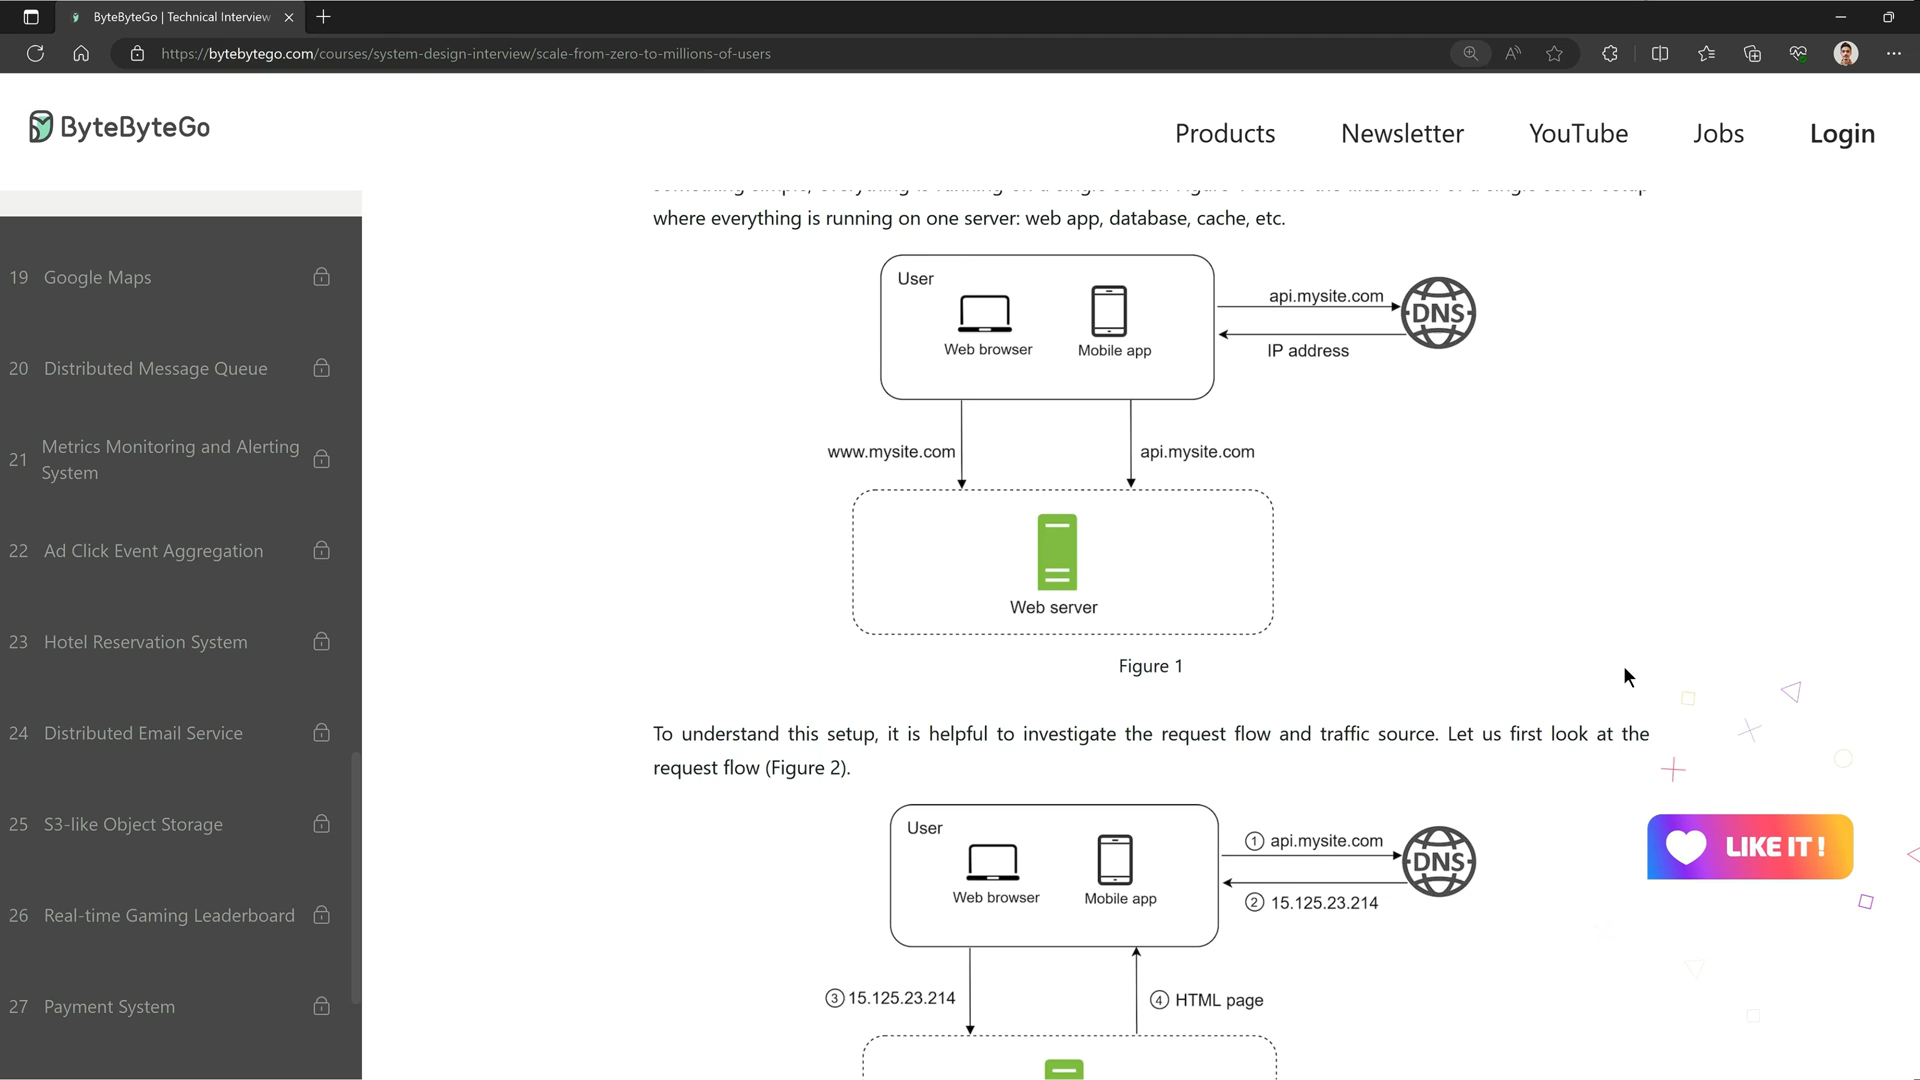 ByteByteGo | Technical Interview
https://bytebytego.com/courses/system-design-interview/scale-from-zero-to-millions-of-users
ByteByteGo
Products
Newsletter
YouTube
Jobs
Login
19 Google Maps
20 Distributed Message Queue
21 Metrics Monitoring and Alerting
System
22 Ad Click Event Aggregation
23 Hotel Reservation System
24 Distributed Email Service
25 S3-like Object Storage
26 Real-time Gaming Leaderboard
27 Payment System
where everything is running on one server: web app, database, cache, etc.
User
Web browser
Mobile app
api.mysite.com
DNS
IP address
www.mysite.com
api.mysite.com
Web server
Figure 1
To understand this setup, it is helpful to investigate the request flow and traffic source. Let us first look at the
request flow (Figure 2).
User
Web browser
Mobile app
1 api.mysite.com
DNS
2 15.125.23.214
3 15.125.23.214
4 HTML page
LIKE IT !